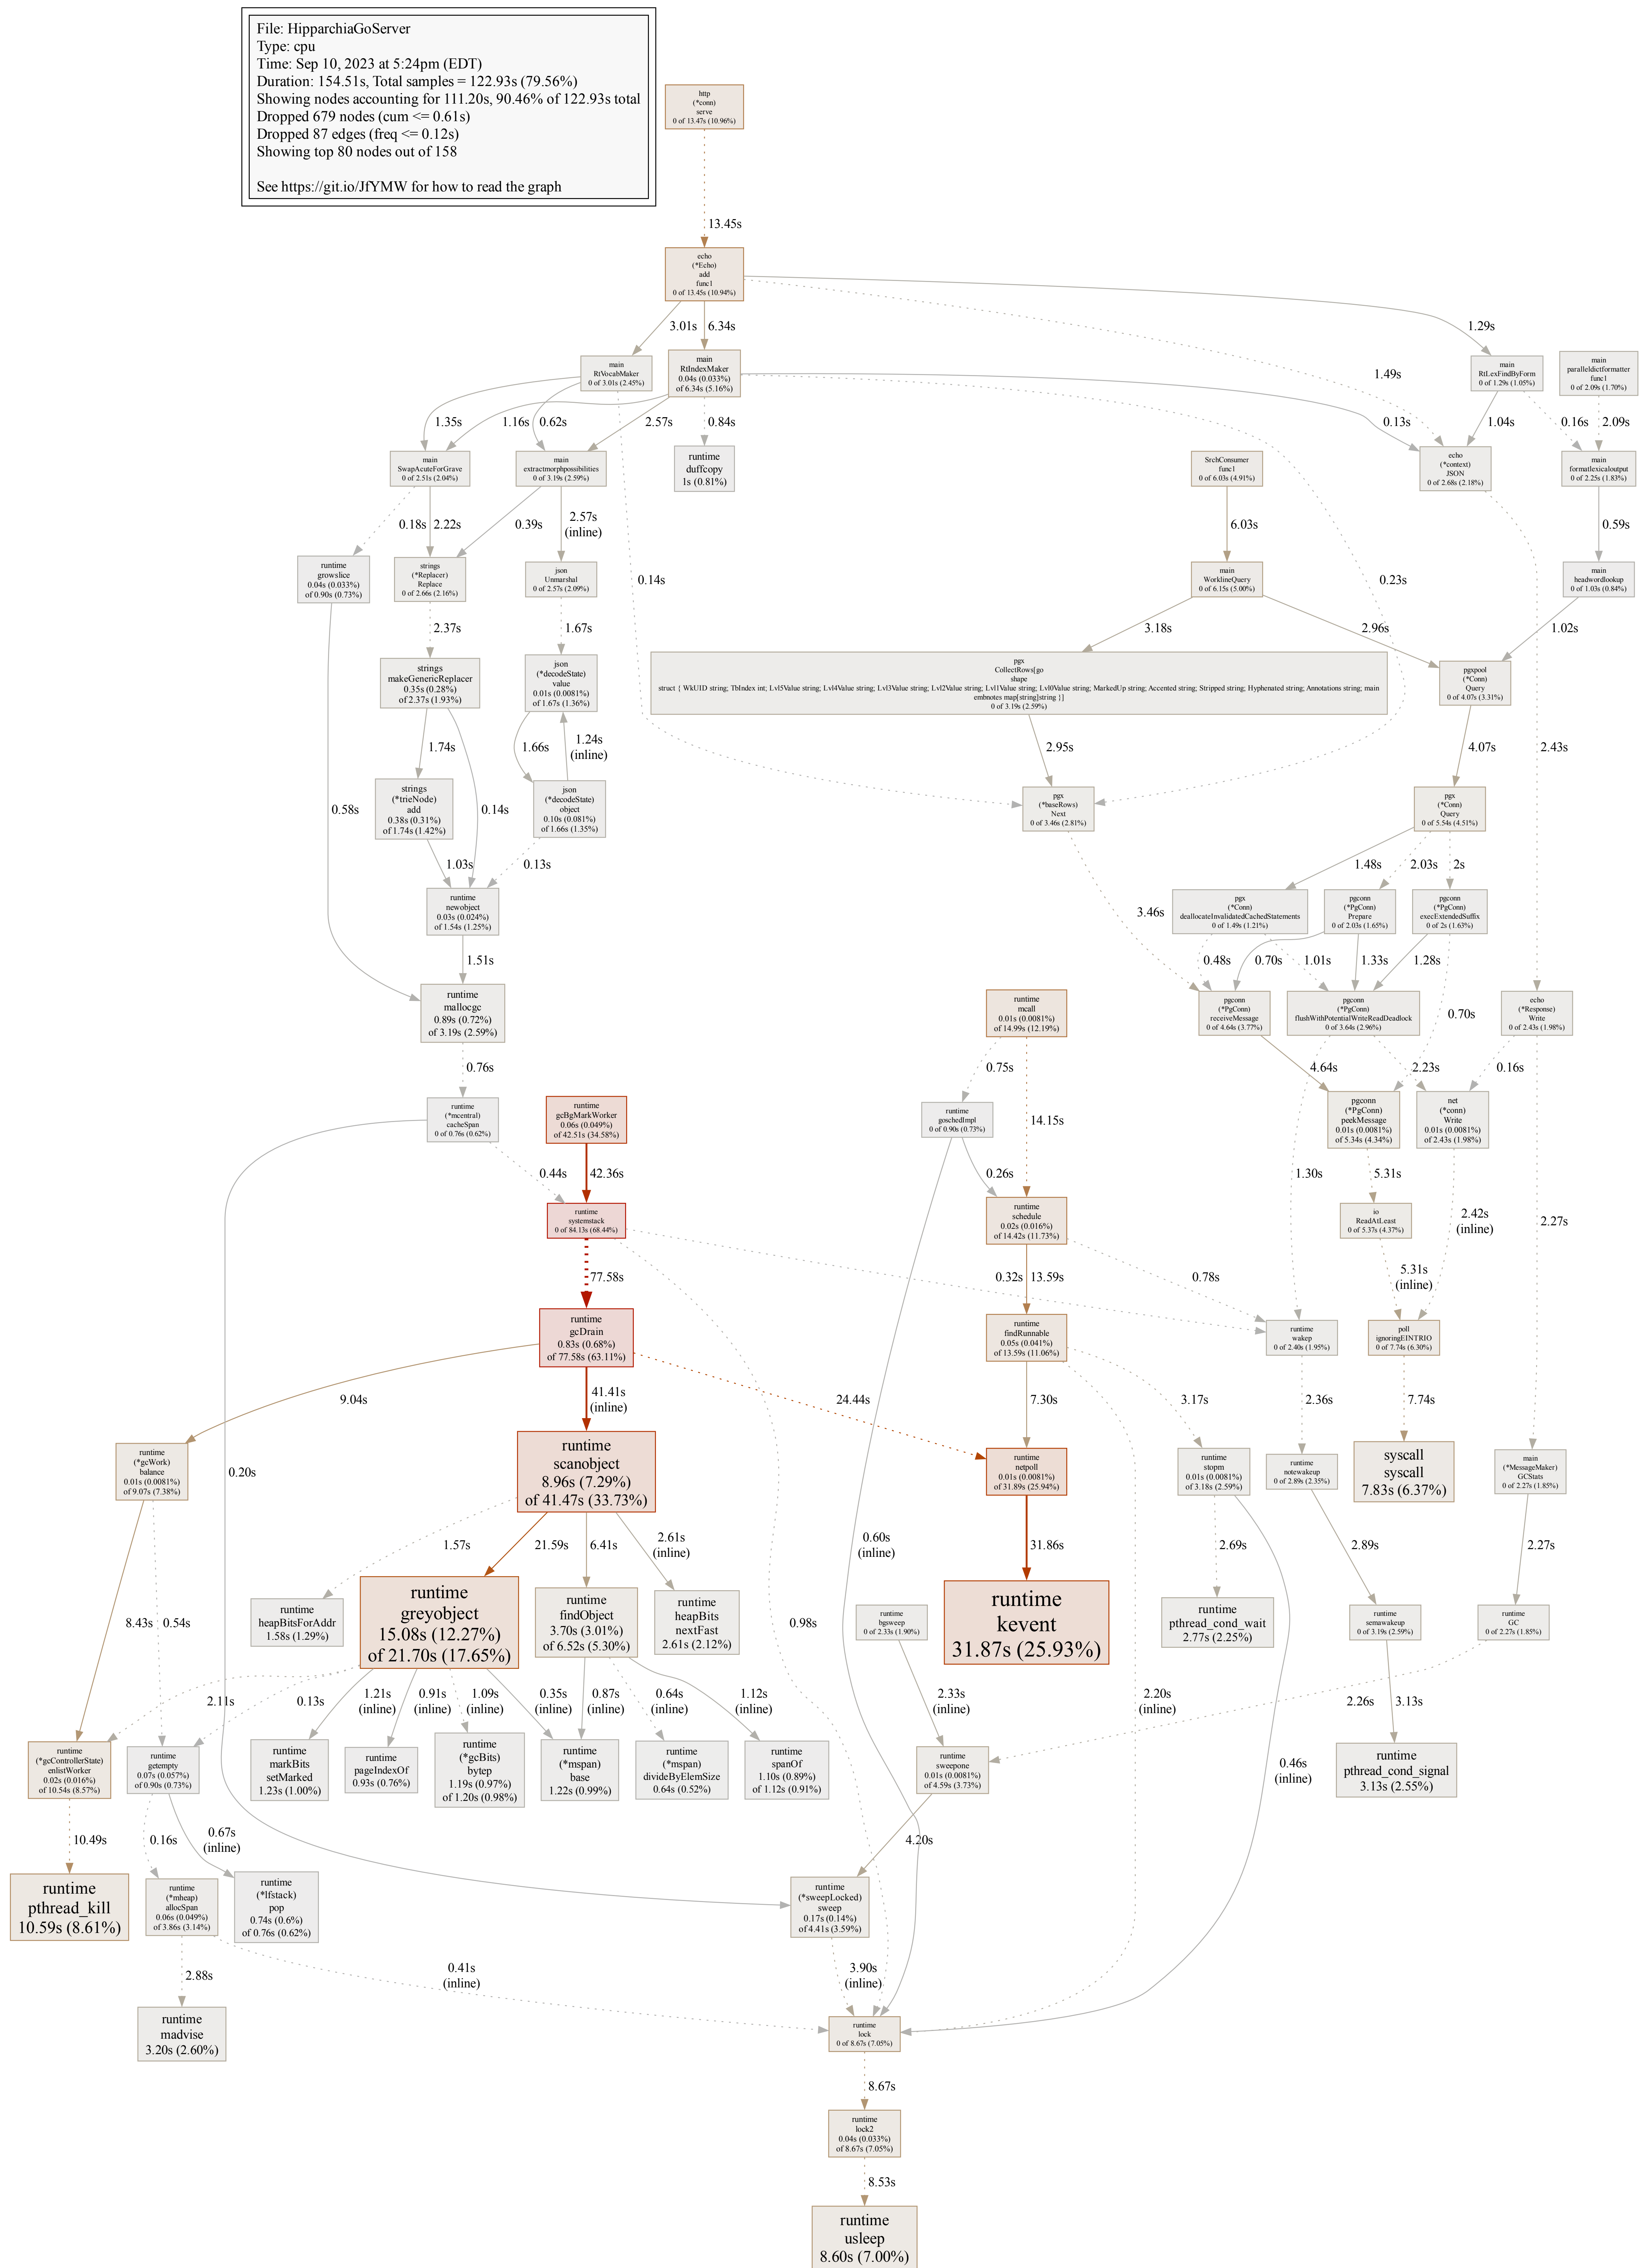 File: HipparchiaGoServer
Type: cpu
Time: Sep 10, 2023 at 5:24pm (EDT)
Duration: 154.51s, Total samples = 122.93s (79.56%)
Showing nodes accounting for 111.20s, 90.46% of 122.93s total
Dropped 679 nodes (cum <= 0.61s)
Dropped 87 edges (freq <= 0.12s)
Showing top 80 nodes out of 158
See https://git.io/JfYMW for how to read the graph
http
(*conn)
serve
0 of 13.47s (10.96%)
13.45s
echo
(*Echo)
add
func1
0 of 13.45s (10.94%)
3.01s
6.34s
1.49s
1.29s
main
RtVocabMaker
0 of 3.01s (2.45%)
main
RtIndexMaker
0.04s (0.033%)
of 6.34s (5.16%)
main
RtLexFindByForm
0 of 1.29s (1.05%)
main
paralleldictformatter
func1
0 of 2.09s (1.70%)
1.35s
1.16s
0.62s
2.57s
0.84s
0.13s
1.04s
0.16s
2.09s
main
SwapAcuteForGrave
0 of 2.51s (2.04%)
main
extractmorphpossibilities
0 of 3.19s (2.59%)
runtime
duffcopy
1s (0.81%)
SrchConsumer
func1
0 of 6.03s (4.91%)
echo
(*context)
JSON
0 of 2.68s (2.18%)
main
formatlexicaloutput
0 of 2.25s (1.83%)
0.18s
2.22s
0.39s
2.57s
(inline)
6.03s
0.59s
runtime
growslice
0.04s (0.033%)
of 0.90s (0.73%)
strings
(*Replacer)
Replace
0 of 2.66s (2.16%)
json
Unmarshal
0 of 2.57s (2.09%)
0.14s
main
WorklineQuery
0 of 6.15s (5.00%)
0.23s
main
headwordlookup
0 of 1.03s (0.84%)
2.37s
1.67s
3.18s
2.96s
1.02s
strings
makeGenericReplacer
0.35s (0.28%)
of 2.37s (1.93%)
json
(*decodeState)
value
0.01s (0.0081%)
of 1.67s (1.36%)
pgx
CollectRows[go
shape
struct { WkUID string; TbIndex int; Lvl5Value string; Lvl4Value string; Lvl3Value string; Lvl2Value string; Lvl1Value string; Lvl0Value string; MarkedUp string; Accented string; Stripped string; Hyphenated string; Annotations string; main
embnotes map[string]string }]
0 of 3.19s (2.59%)
pgxpool
(*Conn)
Query
0 of 4.07s (3.31%)
1.74s
1.66s
1.24s
(inline)
2.95s
4.07s
2.43s
strings
(*trieNode)
add
0.38s (0.31%)
of 1.74s (1.42%)
0.14s
json
(*decodeState)
object
0.10s (0.081%)
of 1.66s (1.35%)
0.58s
pgx
(*baseRows)
Next
0 of 3.46s (2.81%)
pgx
(*Conn)
Query
0 of 5.54s (4.51%)
1.03s
0.13s
1.48s
2.03s
2s
runtime
newobject
0.03s (0.024%)
of 1.54s (1.25%)
3.46s
pgx
(*Conn)
deallocateInvalidatedCachedStatements
0 of 1.49s (1.21%)
pgconn
(*PgConn)
Prepare
0 of 2.03s (1.65%)
pgconn
(*PgConn)
execExtendedSuffix
0 of 2s (1.63%)
1.51s
0.48s
1.01s
0.70s
1.33s
1.28s
0.70s
runtime
mallocgc
0.89s (0.72%)
of 3.19s (2.59%)
runtime
mcall
0.01s (0.0081%)
of 14.99s (12.19%)
pgconn
(*PgConn)
receiveMessage
0 of 4.64s (3.77%)
pgconn
(*PgConn)
flushWithPotentialWriteReadDeadlock
0 of 3.64s (2.96%)
echo
(*Response)
Write
0 of 2.43s (1.98%)
0.76s
0.75s
4.64s
2.23s
0.16s
runtime
(*mcentral)
cacheSpan
0 of 0.76s (0.62%)
runtime
gcBgMarkWorker
0.06s (0.049%)
of 42.51s (34.58%)
runtime
goschedImpl
0 of 0.90s (0.73%)
14.15s
pgconn
(*PgConn)
peekMessage
0.01s (0.0081%)
of 5.34s (4.34%)
net
(*conn)
Write
0.01s (0.0081%)
of 2.43s (1.98%)
0.44s
42.36s
0.26s
1.30s
5.31s
runtime
systemstack
0 of 84.13s (68.44%)
runtime
schedule
0.02s (0.016%)
of 14.42s (11.73%)
io
ReadAtLeast
0 of 5.37s (4.37%)
2.42s
(inline)
2.27s
77.58s
0.32s
13.59s
0.78s
5.31s
(inline)
runtime
gcDrain
0.83s (0.68%)
of 77.58s (63.11%)
runtime
findRunnable
0.05s (0.041%)
of 13.59s (11.06%)
runtime
wakep
0 of 2.40s (1.95%)
poll
ignoringEINTRIO
0 of 7.74s (6.30%)
9.04s
41.41s
(inline)
24.44s
7.30s
3.17s
2.36s
7.74s
runtime
(*gcWork)
balance
0.01s (0.0081%)
of 9.07s (7.38%)
0.20s
runtime
scanobject
8.96s (7.29%)
of 41.47s (33.73%)
runtime
netpoll
0.01s (0.0081%)
of 31.89s (25.94%)
runtime
stopm
0.01s (0.0081%)
of 3.18s (2.59%)
runtime
notewakeup
0 of 2.89s (2.35%)
syscall
syscall
7.83s (6.37%)
main
(*MessageMaker)
GCStats
0 of 2.27s (1.85%)
1.57s
21.59s
6.41s
2.61s
(inline)
0.60s
(inline)
31.86s
2.69s
2.89s
2.27s
8.43s
0.54s
runtime
heapBitsForAddr
1.58s (1.29%)
runtime
greyobject
15.08s (12.27%)
of 21.70s (17.65%)
runtime
findObject
3.70s (3.01%)
of 6.52s (5.30%)
runtime
heapBits
nextFast
2.61s (2.12%)
0.98s
runtime
bgsweep
0 of 2.33s (1.90%)
runtime
kevent
31.87s (25.93%)
runtime
pthread_cond_wait
2.77s (2.25%)
runtime
semawakeup
0 of 3.19s (2.59%)
runtime
GC
0 of 2.27s (1.85%)
2.11s
0.13s
1.21s
(inline)
0.91s
(inline)
1.09s
(inline)
0.35s
(inline)
0.87s
(inline)
0.64s
(inline)
1.12s
(inline)
2.33s
(inline)
2.20s
(inline)
2.26s
3.13s
runtime
(*gcControllerState)
enlistWorker
0.02s (0.016%)
of 10.54s (8.57%)
runtime
getempty
0.07s (0.057%)
of 0.90s (0.73%)
runtime
markBits
setMarked
1.23s (1.00%)
runtime
pageIndexOf
0.93s (0.76%)
runtime
(*gcBits)
bytep
1.19s (0.97%)
of 1.20s (0.98%)
runtime
(*mspan)
base
1.22s (0.99%)
runtime
(*mspan)
divideByElemSize
0.64s (0.52%)
runtime
spanOf
1.10s (0.89%)
of 1.12s (0.91%)
runtime
sweepone
0.01s (0.0081%)
of 4.59s (3.73%)
0.46s
(inline)
runtime
pthread_cond_signal
3.13s (2.55%)
10.49s
0.16s
0.67s
(inline)
4.20s
runtime
pthread_kill
10.59s (8.61%)
runtime
(*mheap)
allocSpan
0.06s (0.049%)
of 3.86s (3.14%)
runtime
(*lfstack)
pop
0.74s (0.6%)
of 0.76s (0.62%)
runtime
(*sweepLocked)
sweep
0.17s (0.14%)
of 4.41s (3.59%)
2.88s
0.41s
(inline)
3.90s
(inline)
runtime
madvise
3.20s (2.60%)
runtime
lock
0 of 8.67s (7.05%)
8.67s
runtime
lock2
0.04s (0.033%)
of 8.67s (7.05%)
8.53s
runtime
usleep
8.60s (7.00%)